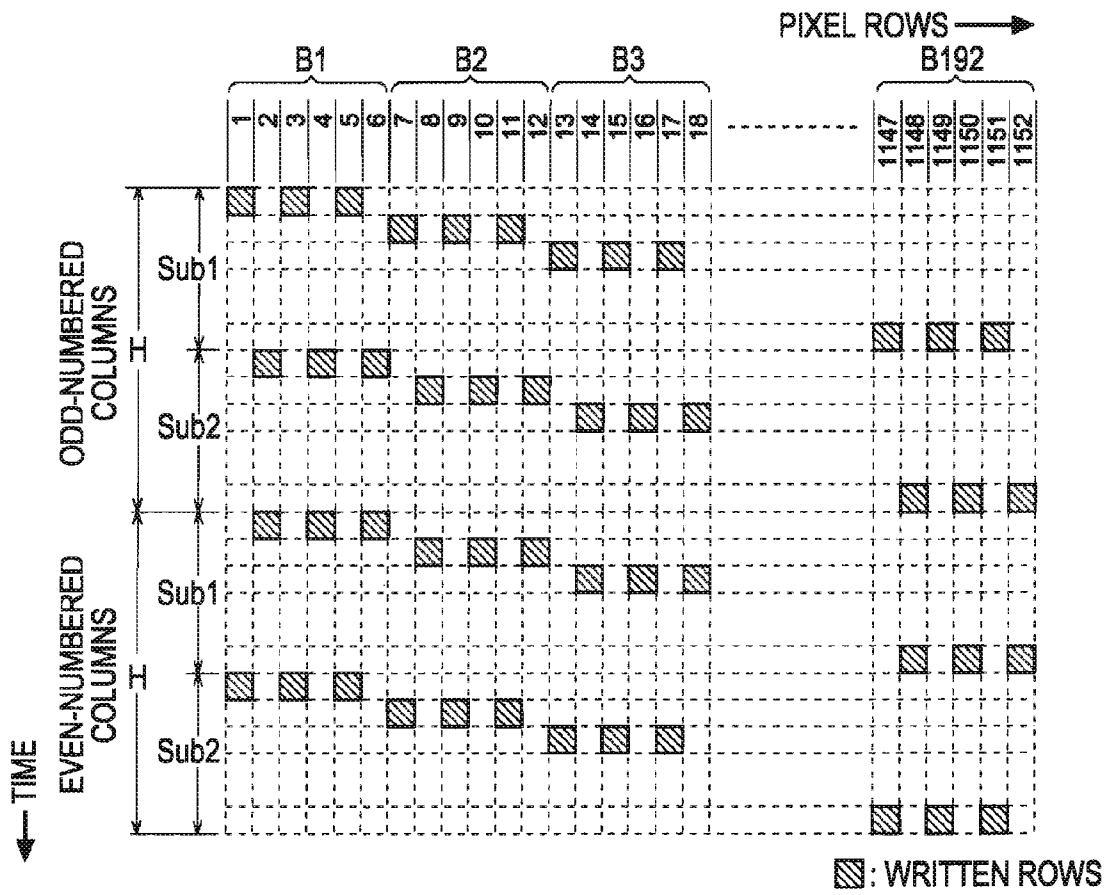 PIXEL ROWS
B1 B2 B3 B192
1 2 3 4 5 6 7 8 9 10 11 12 13 14 15 16 17 18 1147 1148 1149 1150 1151 1152
ODD-NUMBERED
COLUMNS
H
Sub1
Sub2
EVEN-NUMBERED
COLUMNS
H
Sub1
Sub2
TIME
: WRITTEN ROWS